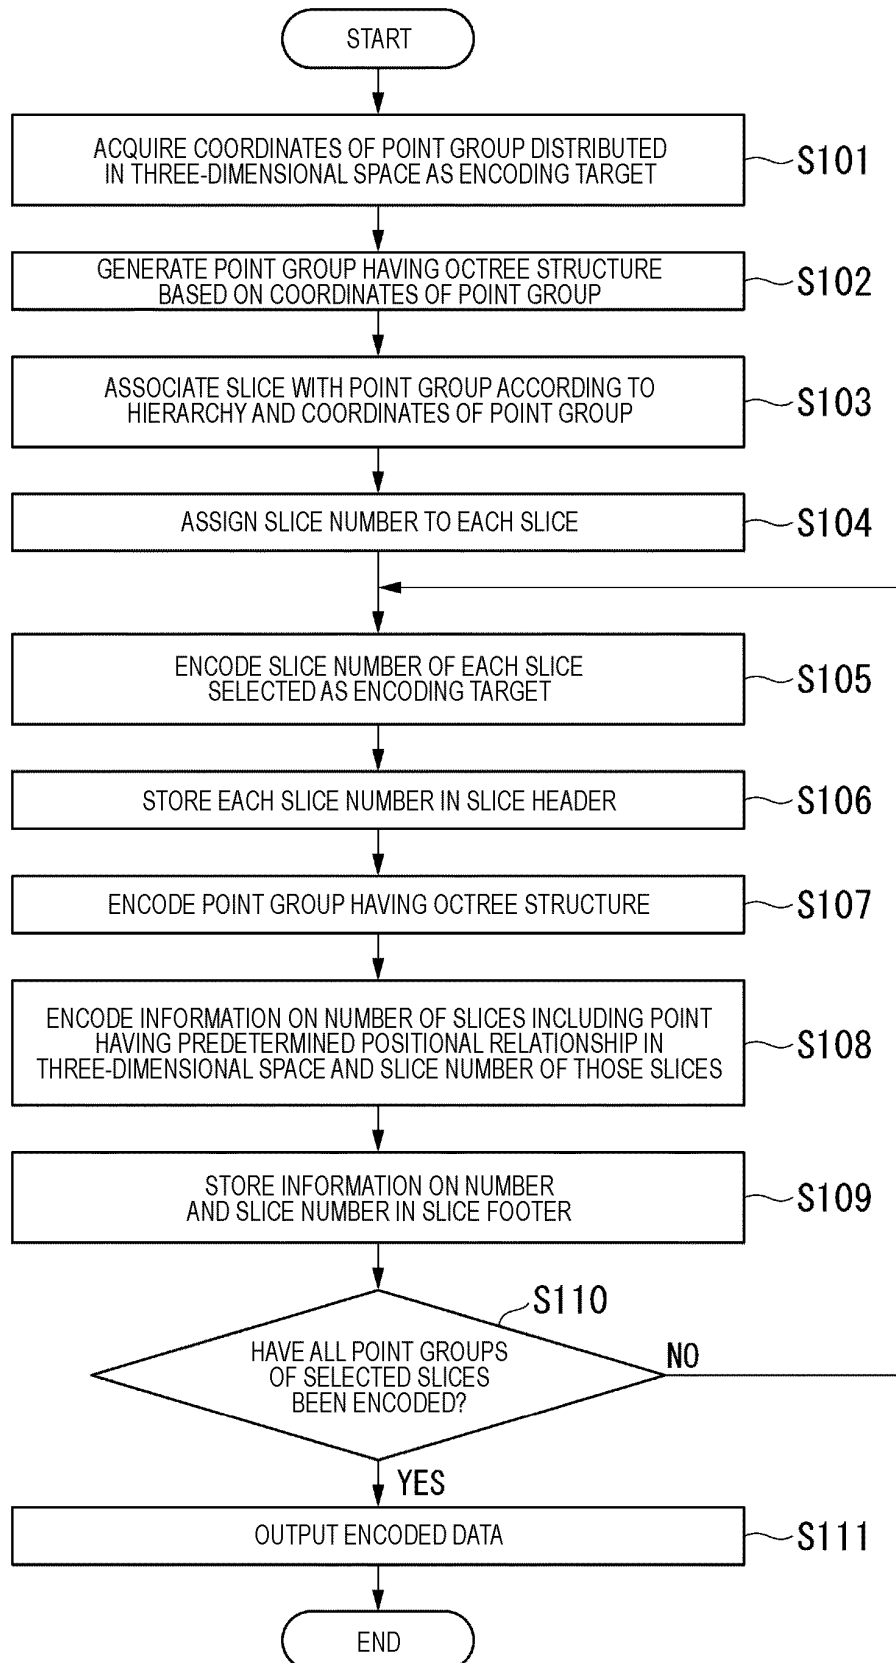 START
ACQUIRE COORDINATES OF POINT GROUP DISTRIBUTED
IN THREE-DIMENSIONAL SPACE AS ENCODING TARGET
S101
GENERATE POINT GROUP HAVING OCTREE STRUCTURE
BASED ON COORDINATES OF POINT GROUP
S102
ASSOCIATE SLICE WITH POINT GROUP ACCORDING TO
HIERARCHY AND COORDINATES OF POINT GROUP
S103
ASSIGN SLICE NUMBER TO EACH SLICE
S104
ENCODE SLICE NUMBER OF EACH SLICE
SELECTED AS ENCODING TARGET
S105
STORE EACH SLICE NUMBER IN SLICE HEADER
S106
ENCODE POINT GROUP HAVING OCTREE STRUCTURE
S107
ENCODE INFORMATION ON NUMBER OF SLICES INCLUDING POINT
HAVING PREDETERMINED POSITIONAL RELATIONSHIP IN
THREE-DIMENSIONAL SPACE AND SLICE NUMBER OF THOSE SLICES
S108
STORE INFORMATION ON NUMBER
AND SLICE NUMBER IN SLICE FOOTER
S109
S110
HAVE ALL POINT GROUPS
OF SELECTED SLICES
BEEN ENCODED?
NO
YES
OUTPUT ENCODED DATA
S111
END